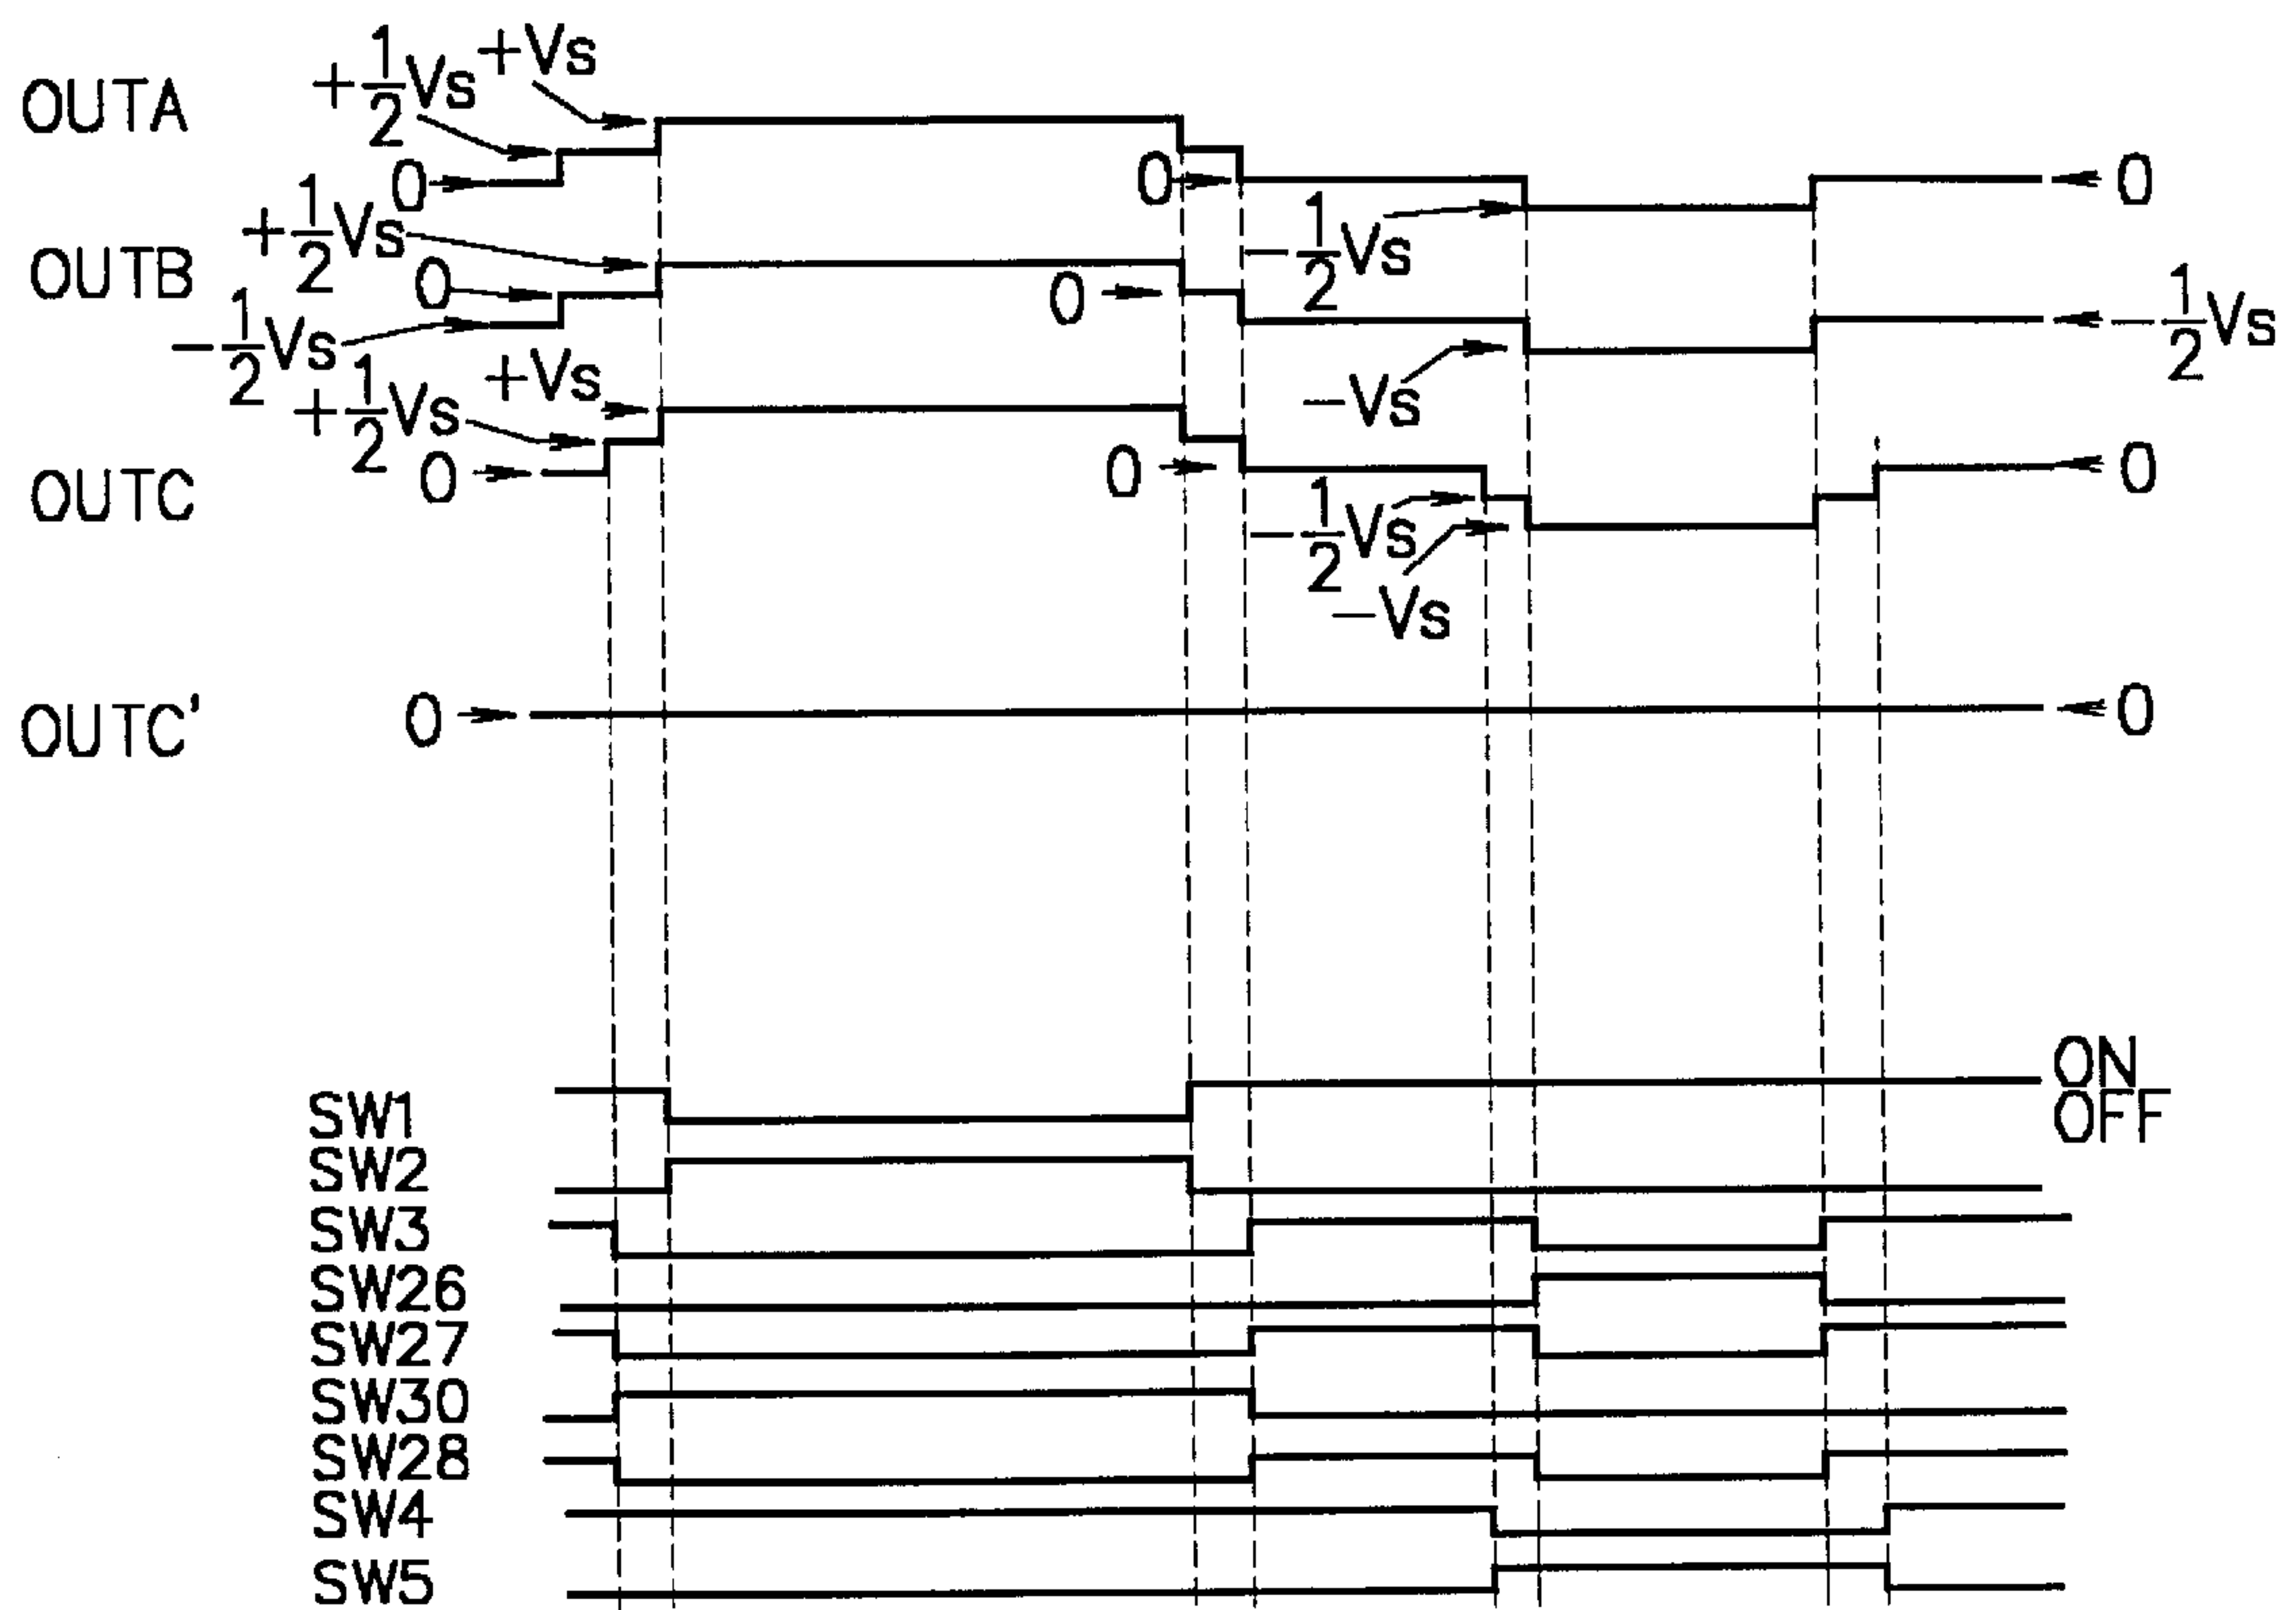 OUTA
+1/2Vs
+Vs
0
0
-1/2Vs
0
OUTB
+1/2Vs
0
-1/2Vs
0
-Vs
-1/2Vs
OUTC
+1/2Vs
+Vs
0
0
-1/2Vs
-Vs
0
OUTC'
0
0
ON
OFF
SW1
SW2
SW3
SW26
SW27
SW30
SW28
SW4
SW5